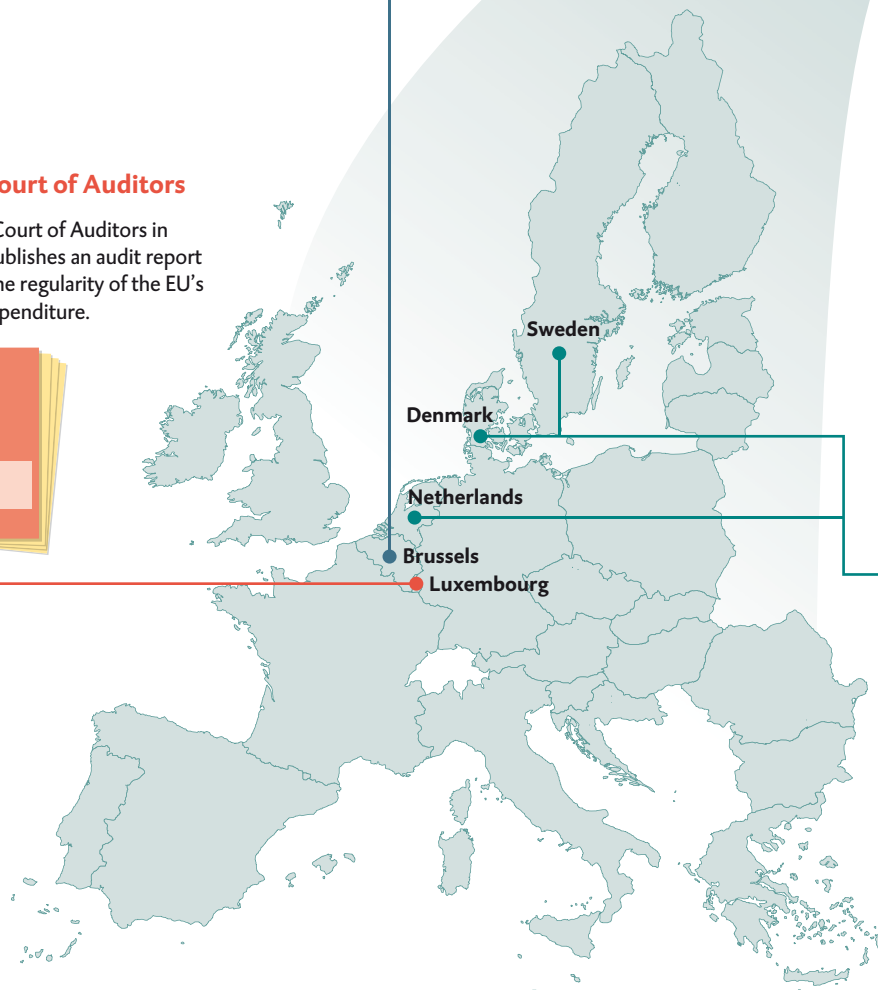 ourt of Auditors
Court of Auditors in
ublishes an audit report
ne regularity of the EU's
penditure.
Sweden
Denmark
Netherlands
Brussels
Luxembourg